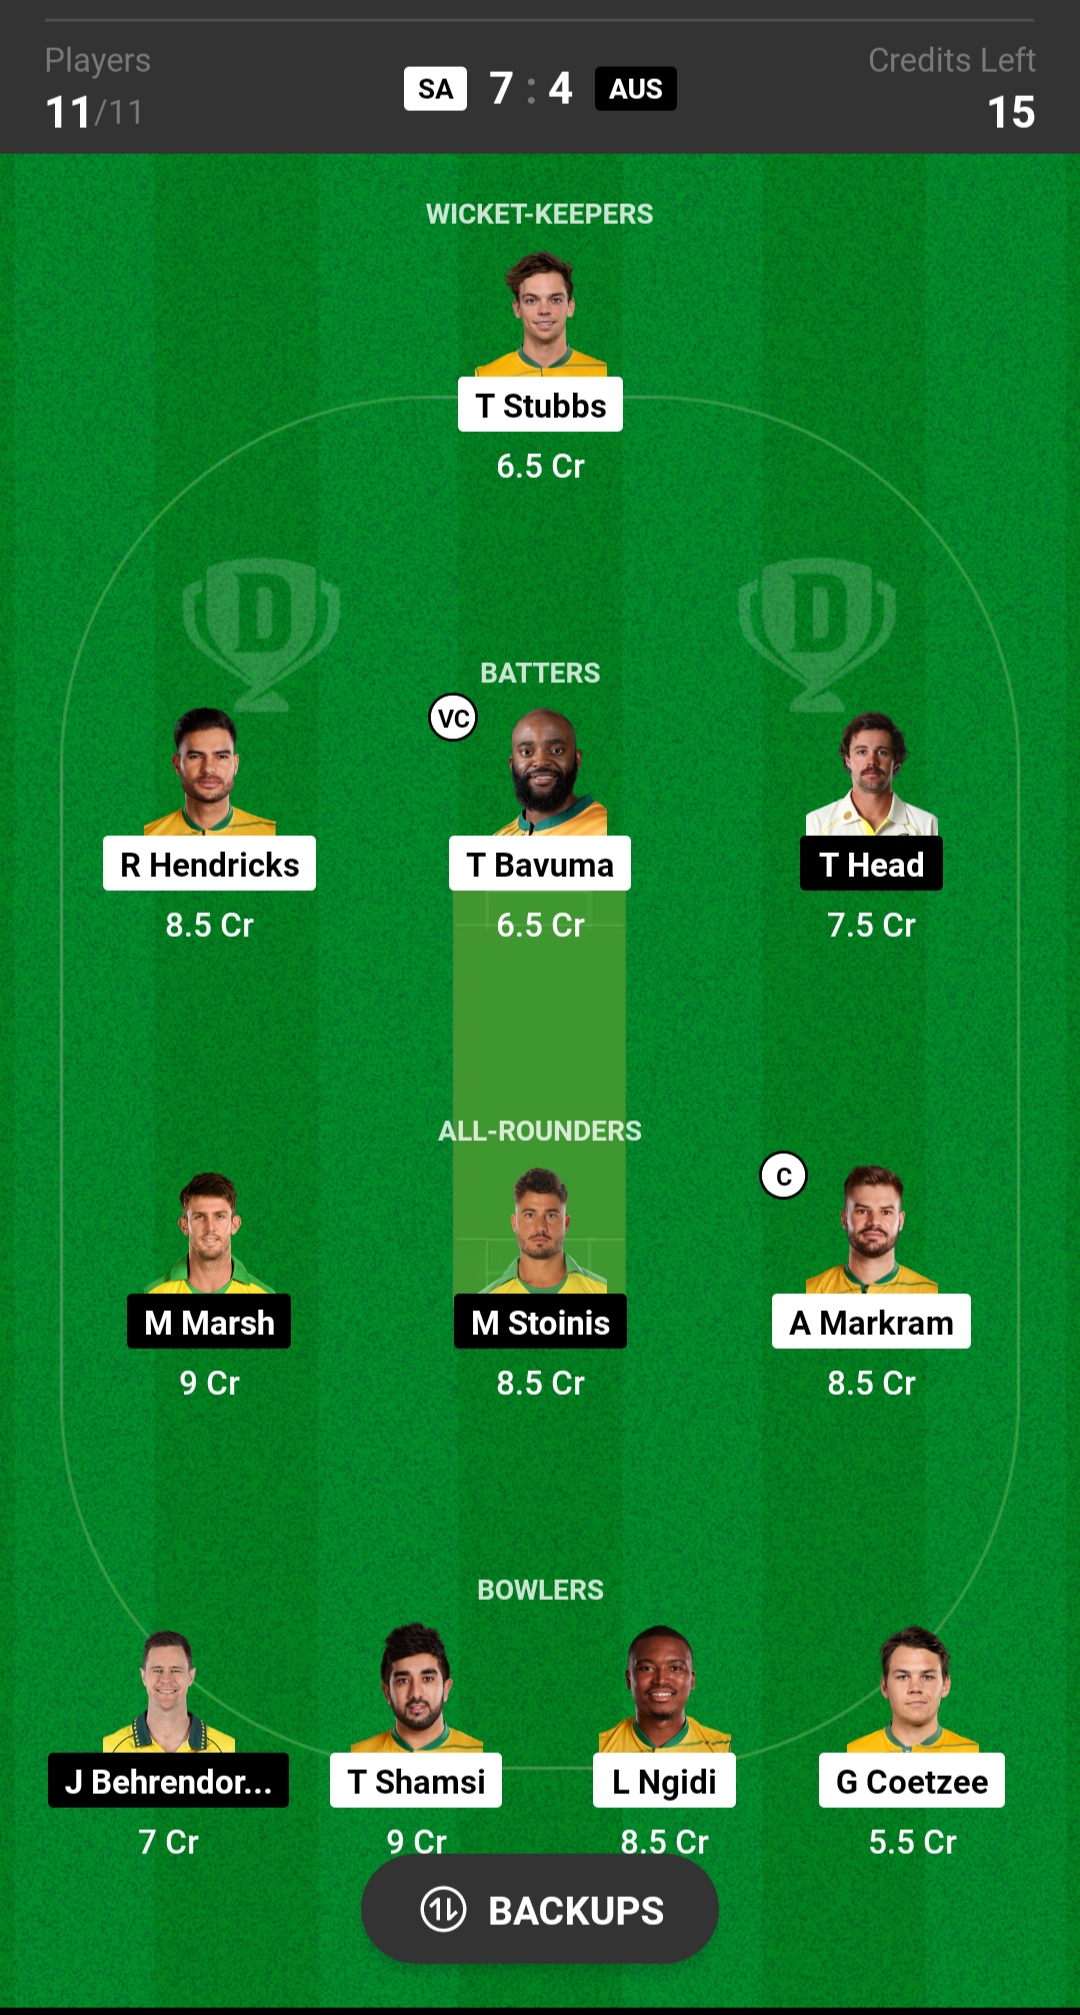 Players
Credits Left
11/11
SA 7 : 4 AUS
15
WICKET-KEEPERS
T Stubbs
6.5 Cr
D D
BATTERS
VC
R Hendricks T Bavuma T Head
8.5 Cr 6.5 Cr 7.5 Cr
ALL-ROUNDERS
C
M Marsh M Stoinis A Markram
9 Cr 8.5 Cr 8.5 Cr
BOWLERS
J Behrendor... T Shamsi L Ngidi G Coetzee
7 Cr 9 Cr 8.5 Cr 5.5 Cr
BACKUPS